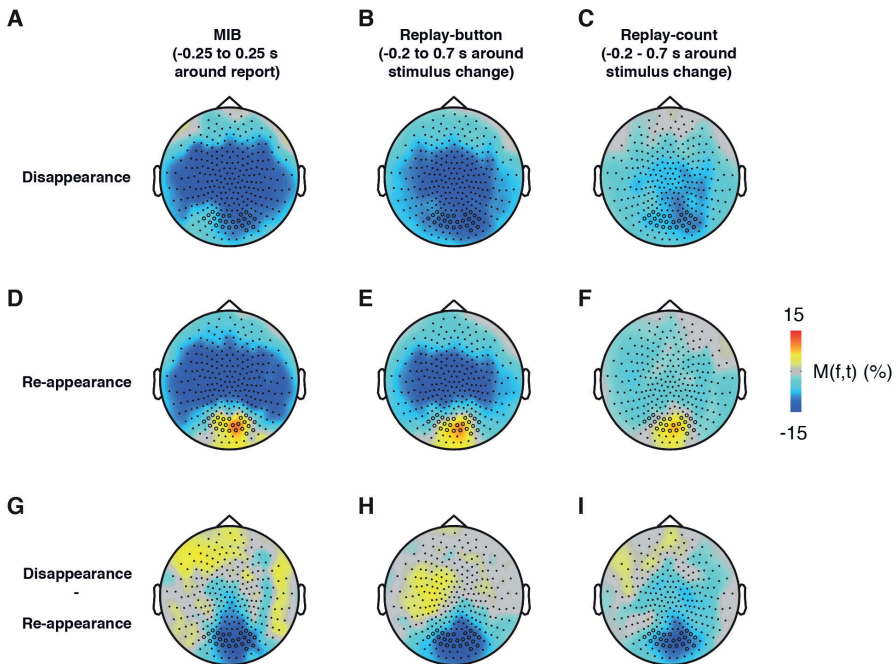 A
B
C
MIB
(-0.25 to 0.25 s
around report)
Replay-button
(-0.2 to 0.7 s around
stimulus change)
Replay-count
(-0.2 - 0.7 s around
stimulus change)
Disappearance
D
E
F
Re-appearance
15
M(f,t) (%)
-15
G
H
I
Disappearance
-
Re-appearance